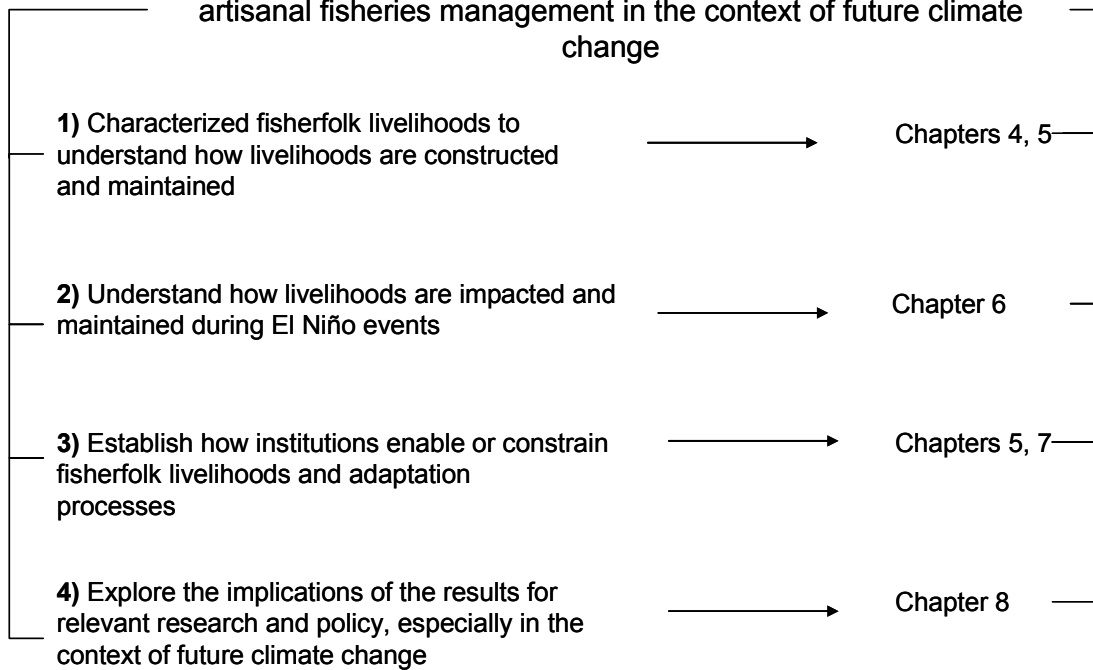 artisanal fisheries management in the context of future climate
change
1) Characterized fisherfolk livelihoods to
understand how livelihoods are constructed
and maintained
Chapters 4, 5
2) Understand how livelihoods are impacted and
maintained during El Niño events
Chapter 6
3) Establish how institutions enable or constrain
fisherfolk livelihoods and adaptation
processes
Chapters 5, 7
4) Explore the implications of the results for
relevant research and policy, especially in the
context of future climate change
Chapter 8